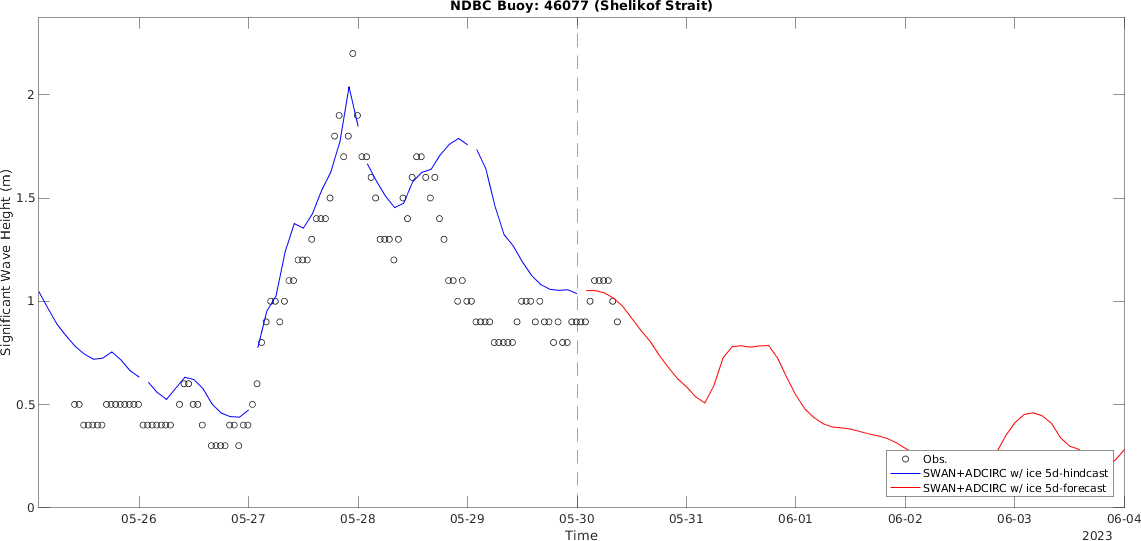 NDBC Buoy: 46077 (Shelikof Strait)
Significant Wave Height (m)
2
1.5
1
0.5
0
Obs.
SWAN+ADCIRC w/ ice 5d-hindcast
SWAN+ADCIRC w/ ice 5d-forecast
05-26 05-27 05-28 05-29 05-30 05-31 06-01 06-02 06-03 06-04
Time
2023